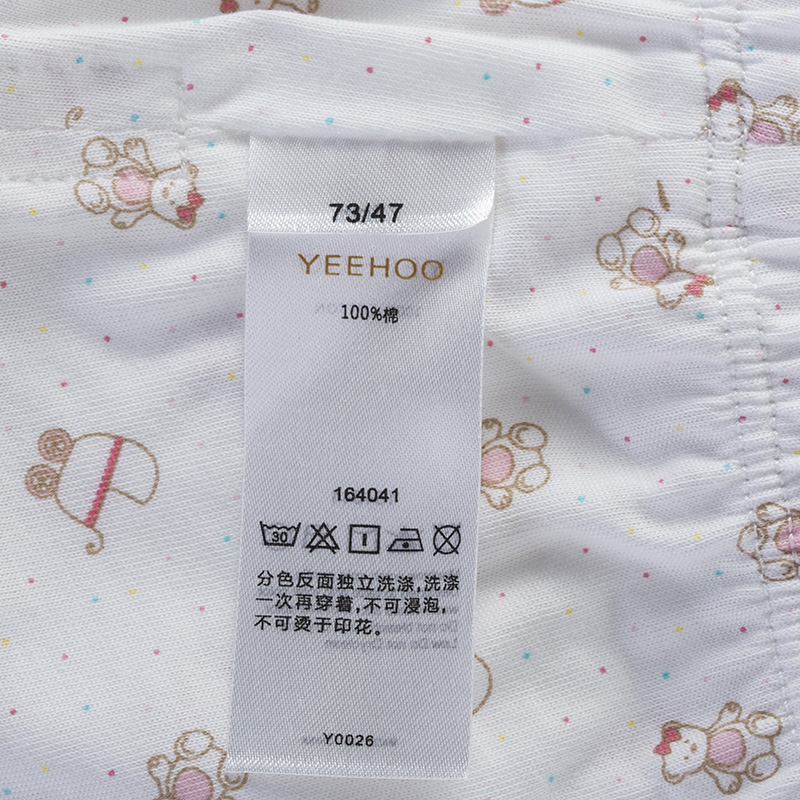 73/47
YEEHOO
100%棉
164041
30
分色反面独立洗涤,洗涤
一次再穿着,不可浸泡,
不可烫于印花。
Y0026